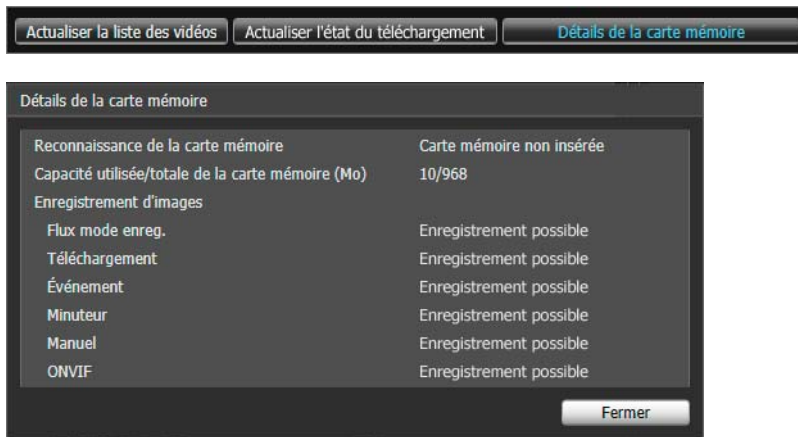 Actualiser la liste des vidéos Actualiser l'état du téléchargement Détails de la carte mémoire
Détails de la carte mémoire
Reconnaissance de la carte mémoire Carte mémoire non insérée
Capacité utilisée/totale de la carte mémoire (Mo) 10/968
Enregistrement d'images
Flux mode enreg. Enregistrement possible
Téléchargement Enregistrement possible
Événement Enregistrement possible
Minuteur Enregistrement possible
Manuel Enregistrement possible
ONVIF Enregistrement possible
Fermer